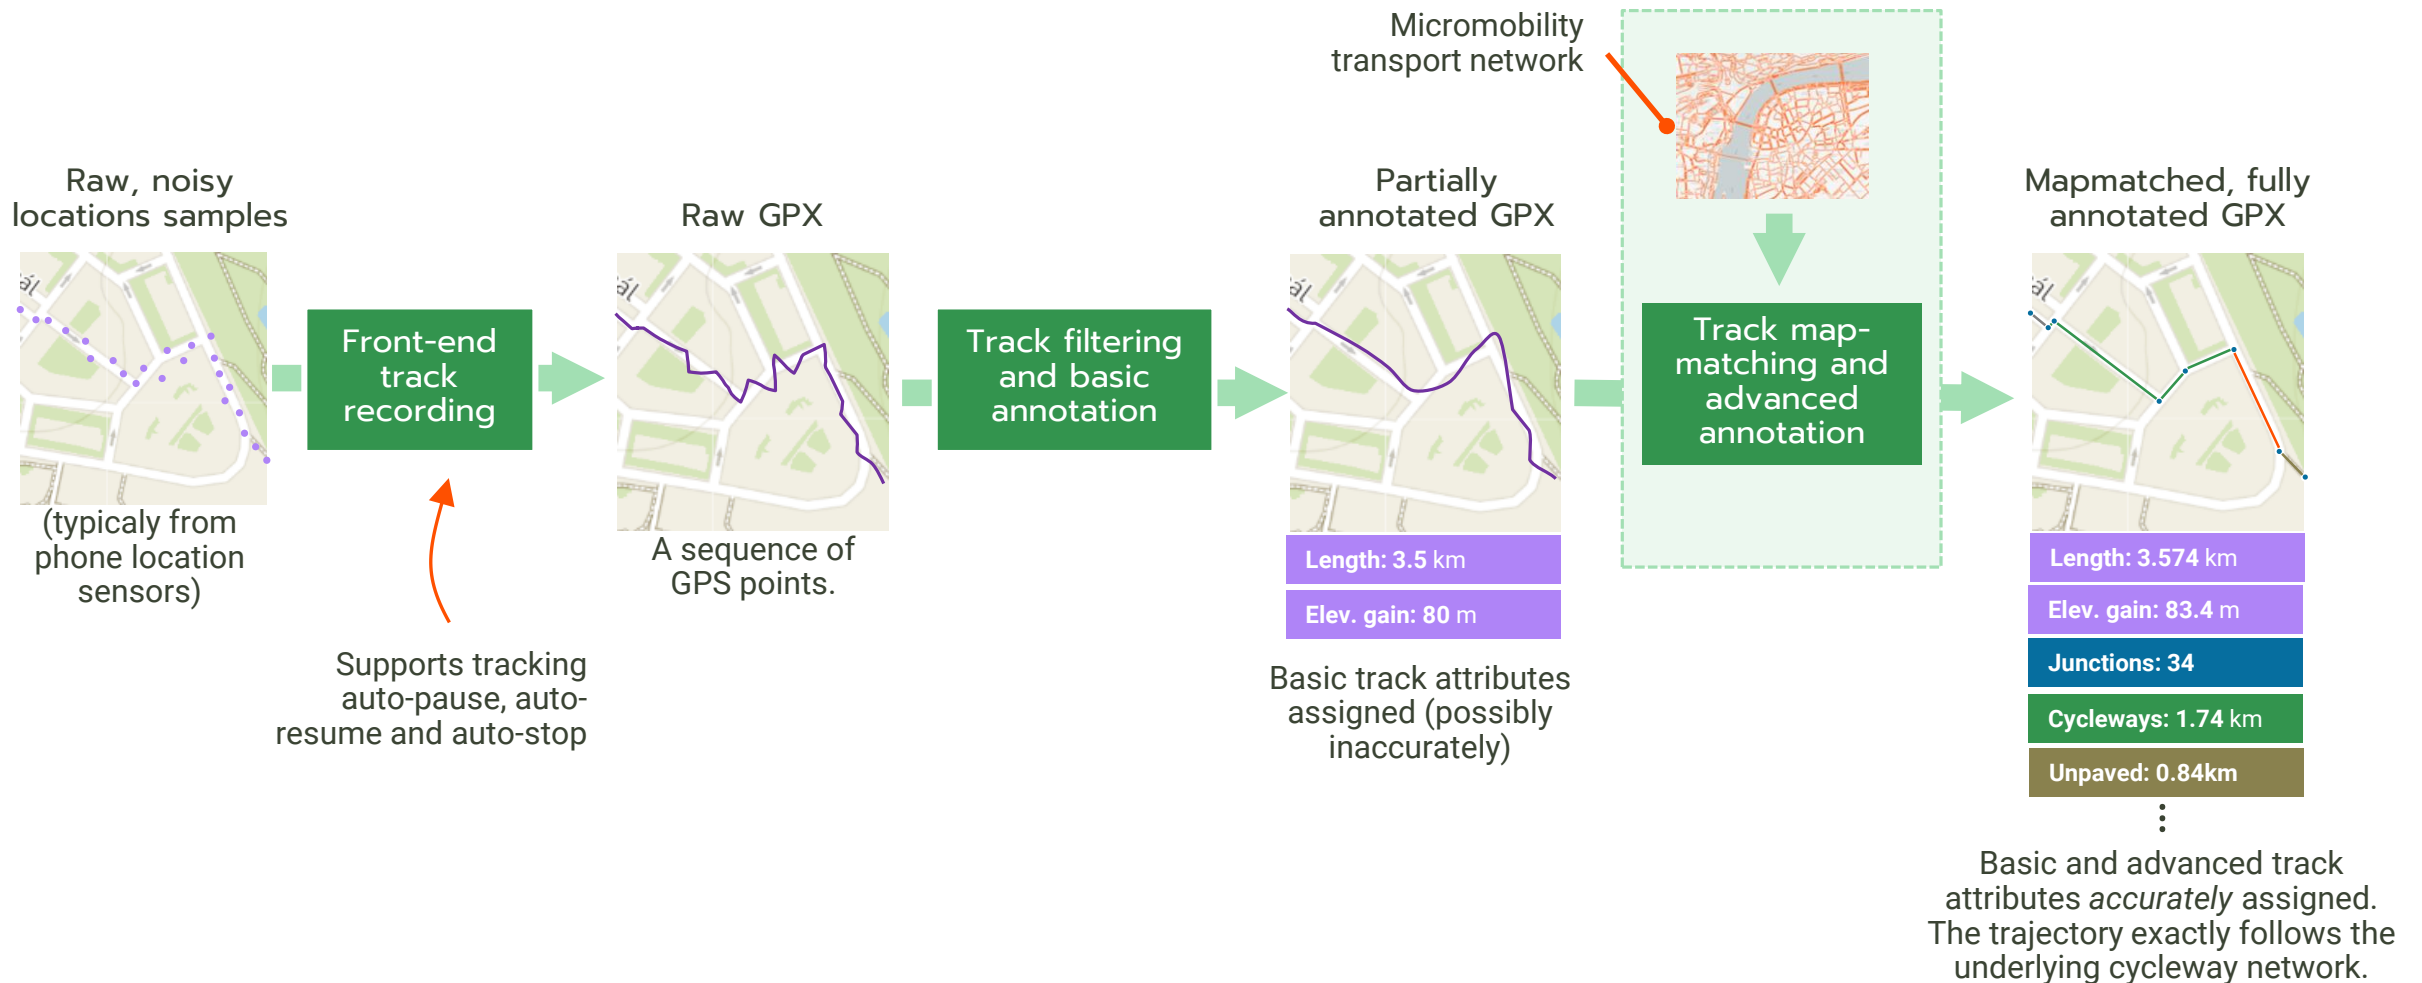 Micromobility
transport network
Raw, noisy
locations samples
(typicaly from
phone location
sensors)
Front-end
track
recording
Supports tracking
auto-pause, auto-
resume and auto-stop
Raw GPX
A sequence of
GPS points.
Track filtering
and basic
annotation
Partially
annotated GPX
Length: 3.5 km
Elev. gain: 80 m
Basic track attributes
assigned (possibly
inaccurately)
Track map-
matching and
advanced
annotation
Mapmatched, fully
annotated GPX
Length: 3.574 km
Elev. gain: 83.4 m
Junctions: 34
Cycleways: 1.74 km
Unpaved: 0.84km
Basic and advanced track
attributes accurately assigned.
The trajectory exactly follows the
underlying cycleway network.